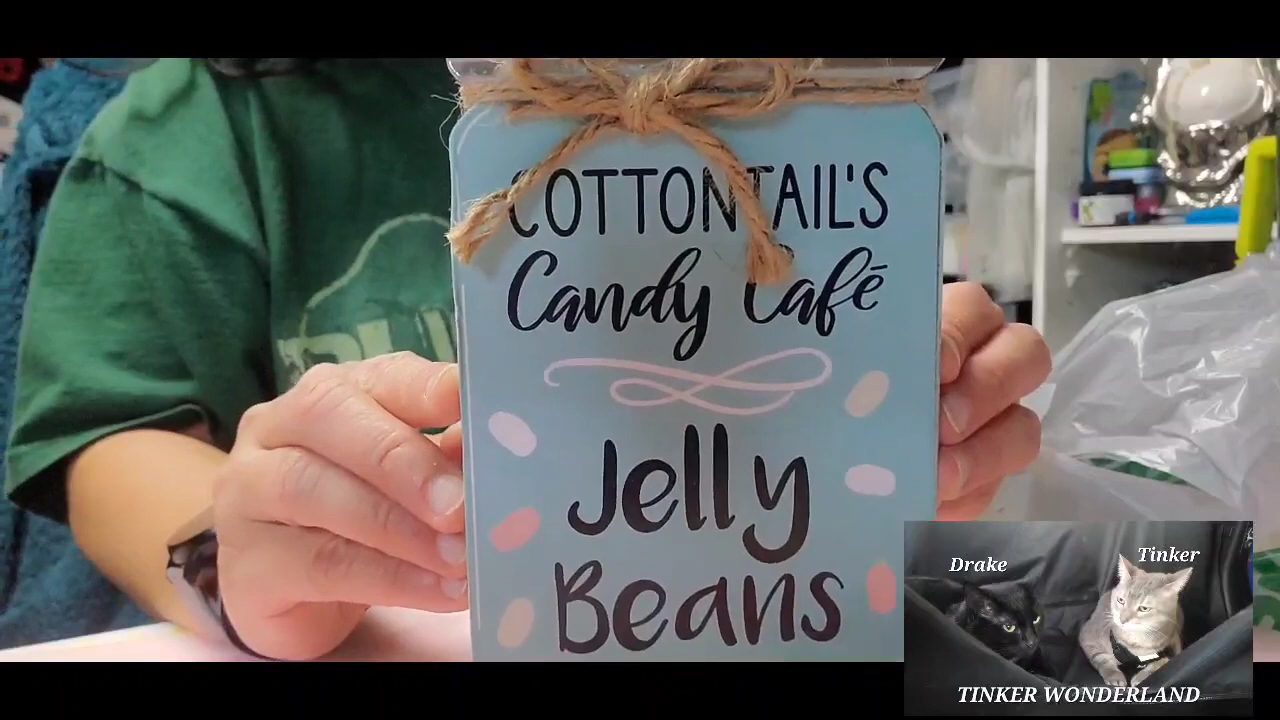 COTTONTAIL'S
Candy Café
Jelly
Beans
Drake
Tinker
TINKER WONDERLAND